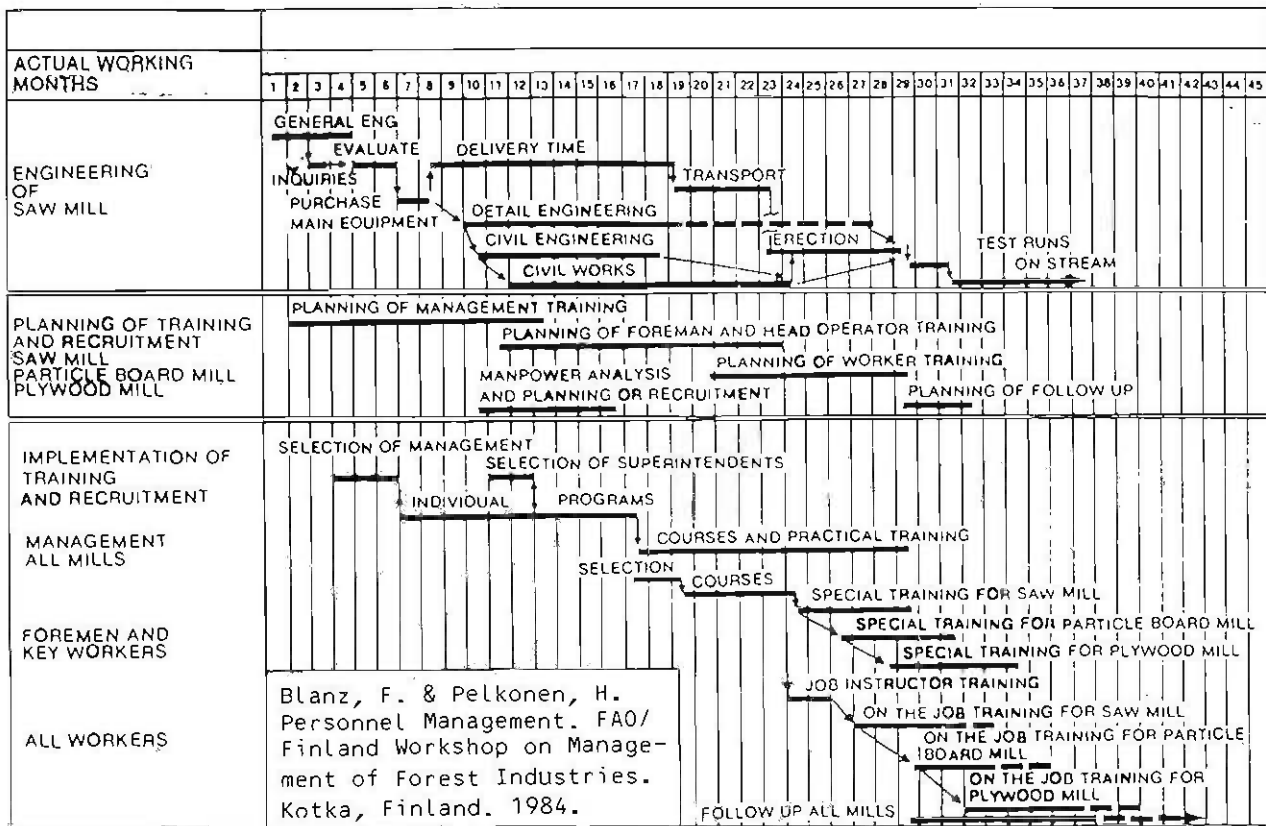 ACTUAL WORKING
MONTHS
1 2 3 4 5 6 7 8 9 10 11 12 13 14 15 16 17 18 19 20 21 22 23 24 25 26 27 28 29 30 31 32 33 34 35 36 37 38 39 40 41 42 43 44 45
ENGINEERING
OF
SAW MILL
GENERAL ENG
EVALUATE
DELIVERY TIME
TRANSPORT
INQUIRIES
PURCHASE
MAIN EQUIPMENT
DETAIL ENGINEERING
CIVIL ENGINEERING
ERECTION
CIVIL WORKS
TEST RUNS
ON STREAM
PLANNING OF TRAINING
AND RECRUITMENT
SAW MILL
PARTICLE BOARD MILL
PLYWOOD MILL
PLANNING OF MANAGEMENT TRAINING
PLANNING OF FOREMAN AND HEAD OPERATOR TRAINING
PLANNING OF WORKER TRAINING
MANPOWER ANALYSIS
AND PLANNING OR RECRUITMENT
PLANNING OF FOLLOW UP
IMPLEMENTATION OF
TRAINING
AND RECRUITMENT
SELECTION OF MANAGEMENT
SELECTION OF SUPERINTENDENTS
INDIVIDUAL PROGRAMS
MANAGEMENT
ALL MILLS
COURSES AND PRACTICAL TRAINING
SELECTION
COURSES
FOREMEN AND
KEY WORKERS
SPECIAL TRAINING FOR SAW MILL
SPECIAL TRAINING FOR PARTICLE BOARD MILL
SPECIAL TRAINING FOR PLYWOOD MILL
ALL WORKERS
JOB INSTRUCTOR TRAINING
ON THE JOB TRAINING FOR SAW MILL
ON THE JOB TRAINING FOR PARTICLE
BOARD MILL
ON THE JOB TRAINING FOR
PLYWOOD MILL
FOLLOW UP ALL MILLS
Blanz, F. & Pelkonen, H.
Personnel Management. FAO/
Finland Workshop on Manage-
ment of Forest Industries.
Kotka, Finland. 1984.